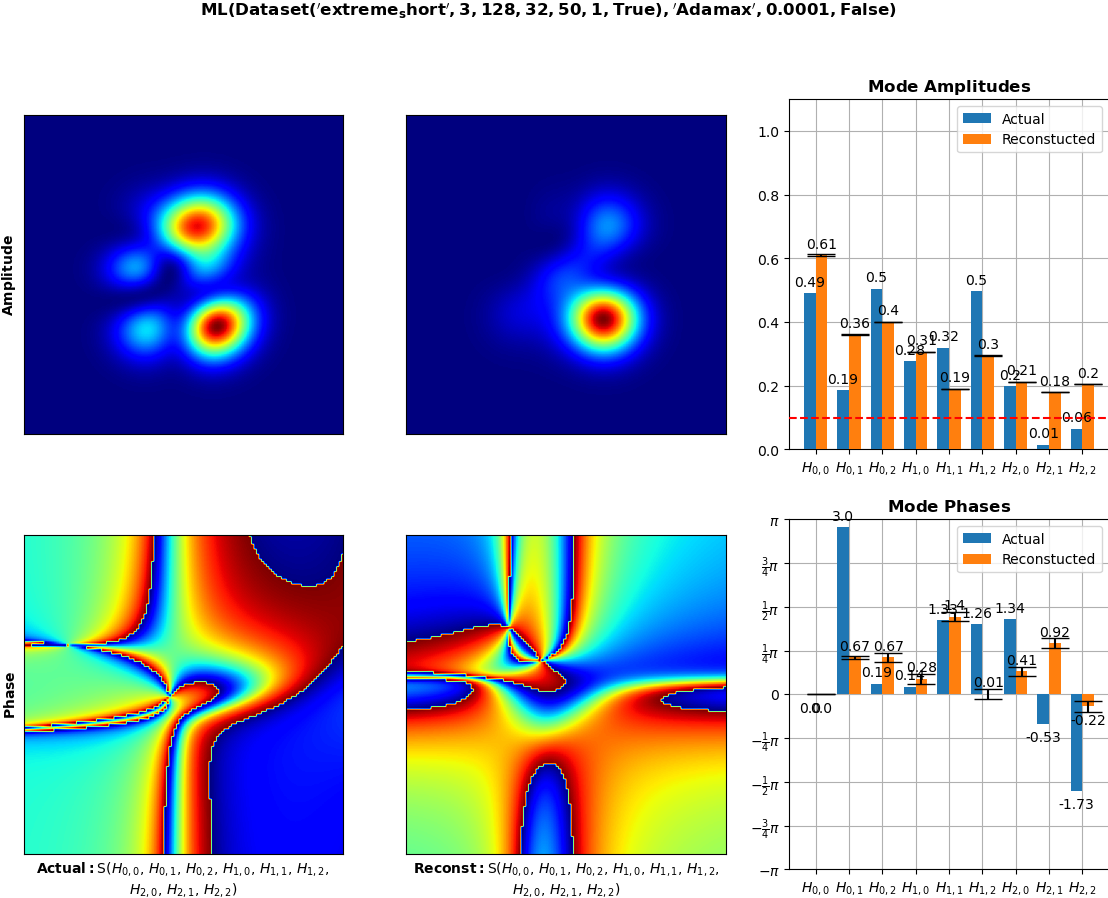 ML(Dataset('extreme_short', 3, 128, 32, 50, 1, True), 'Adamax', 0.0001, False)
Amplitude
Mode Amplitudes
Actual
Reconstucted
1.0
0.8
0.6
0.4
0.2
0.0
0.49
0.61
0.19
0.36
0.5
0.4
0.28
0.31
0.32
0.19
0.5
0.3
0.2
0.21
0.01
0.18
0.06
0.2
H0,0 H0,1 H0,2 H1,0 H1,1 H1,2 H2,0 H2,1 H2,2
Phase
Mode Phases
Actual
Reconstucted
π
3/4π
1/2π
1/4π
0
−1/4π
−1/2π
−3/4π
−π
0.0
0.0
3.0
0.67
0.19
0.67
0.28
1.33
1.4
1.26
0.01
1.34
0.41
-0.53
0.92
-1.73
-0.22
H0,0 H0,1 H0,2 H1,0 H1,1 H1,2 H2,0 H2,1 H2,2
Actual: S(H0,0, H0,1, H0,2, H1,0, H1,1, H1,2,
H2,0, H2,1, H2,2)
Reconst: S(H0,0, H0,1, H0,2, H1,0, H1,1, H1,2,
H2,0, H2,1, H2,2)